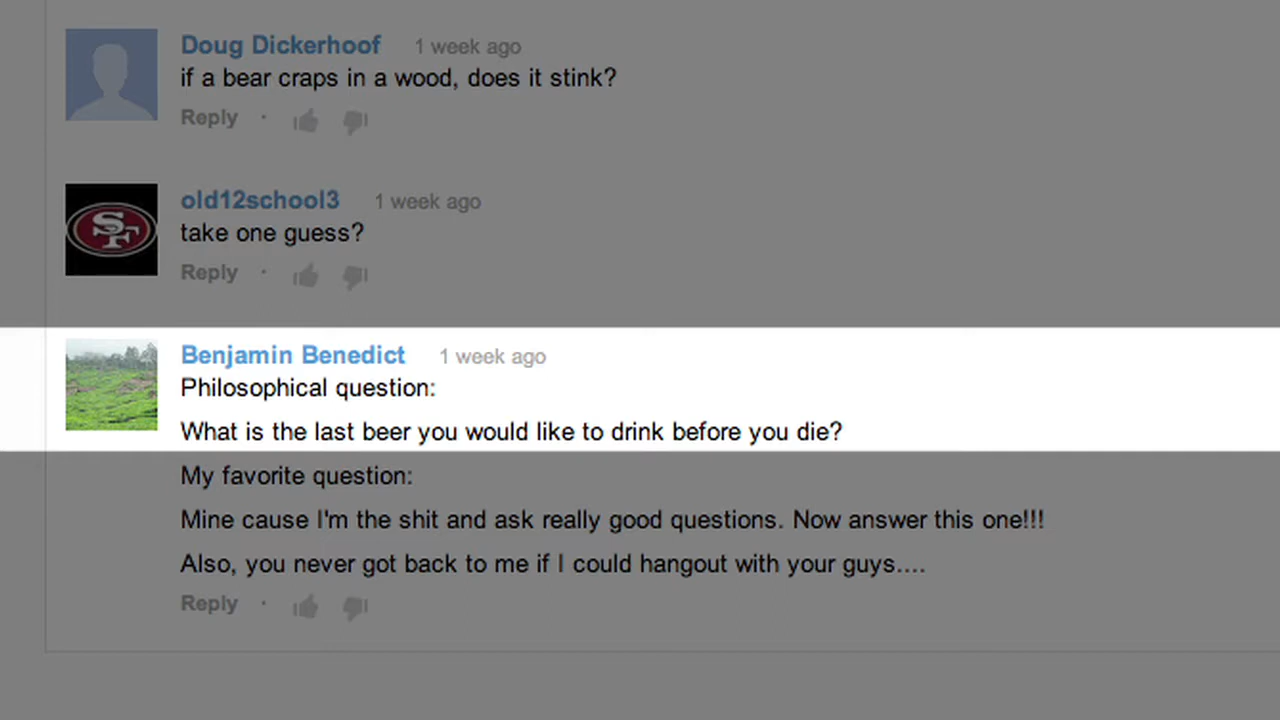 Doug Dickerhoof 1 week ago
if a bear craps in a wood, does it stink?
Reply ·
SF
old12school3 1 week ago
take one guess?
Reply ·
Benjamin Benedict 1 week ago
Philosophical question:
What is the last beer you would like to drink before you die?
My favorite question:
Mine cause I'm the shit and ask really good questions. Now answer this one!!!
Also, you never got back to me if I could hangout with your guys....
Reply ·